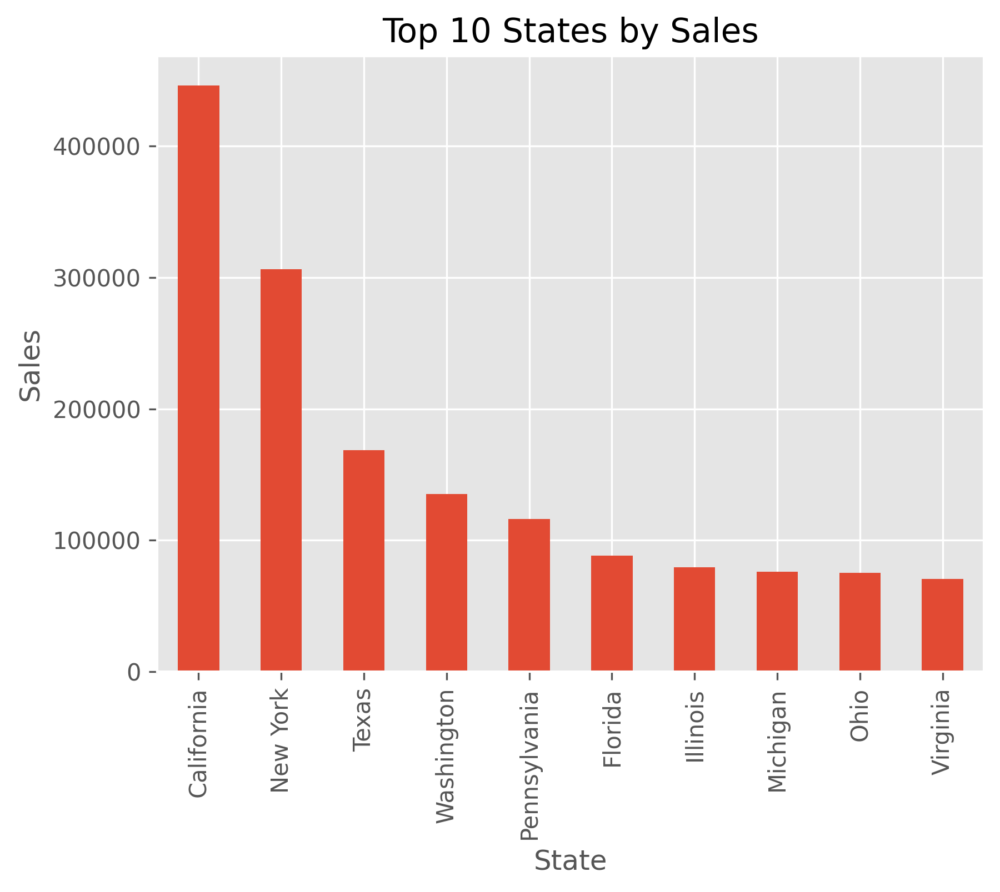 Top 10 States by Sales
400000
300000
200000
100000
0
Sales
California
New York
Texas
Washington
Pennsylvania
Florida
Illinois
Michigan
Ohio
Virginia
State